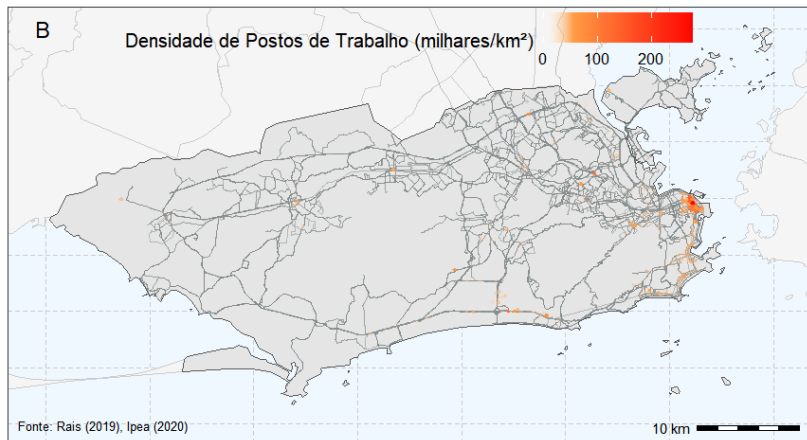 B
Densidade de Postos de Trabalho (milhares/km²)
0 100 200
Fonte: Rais (2019), Ipea (2020)
10 km